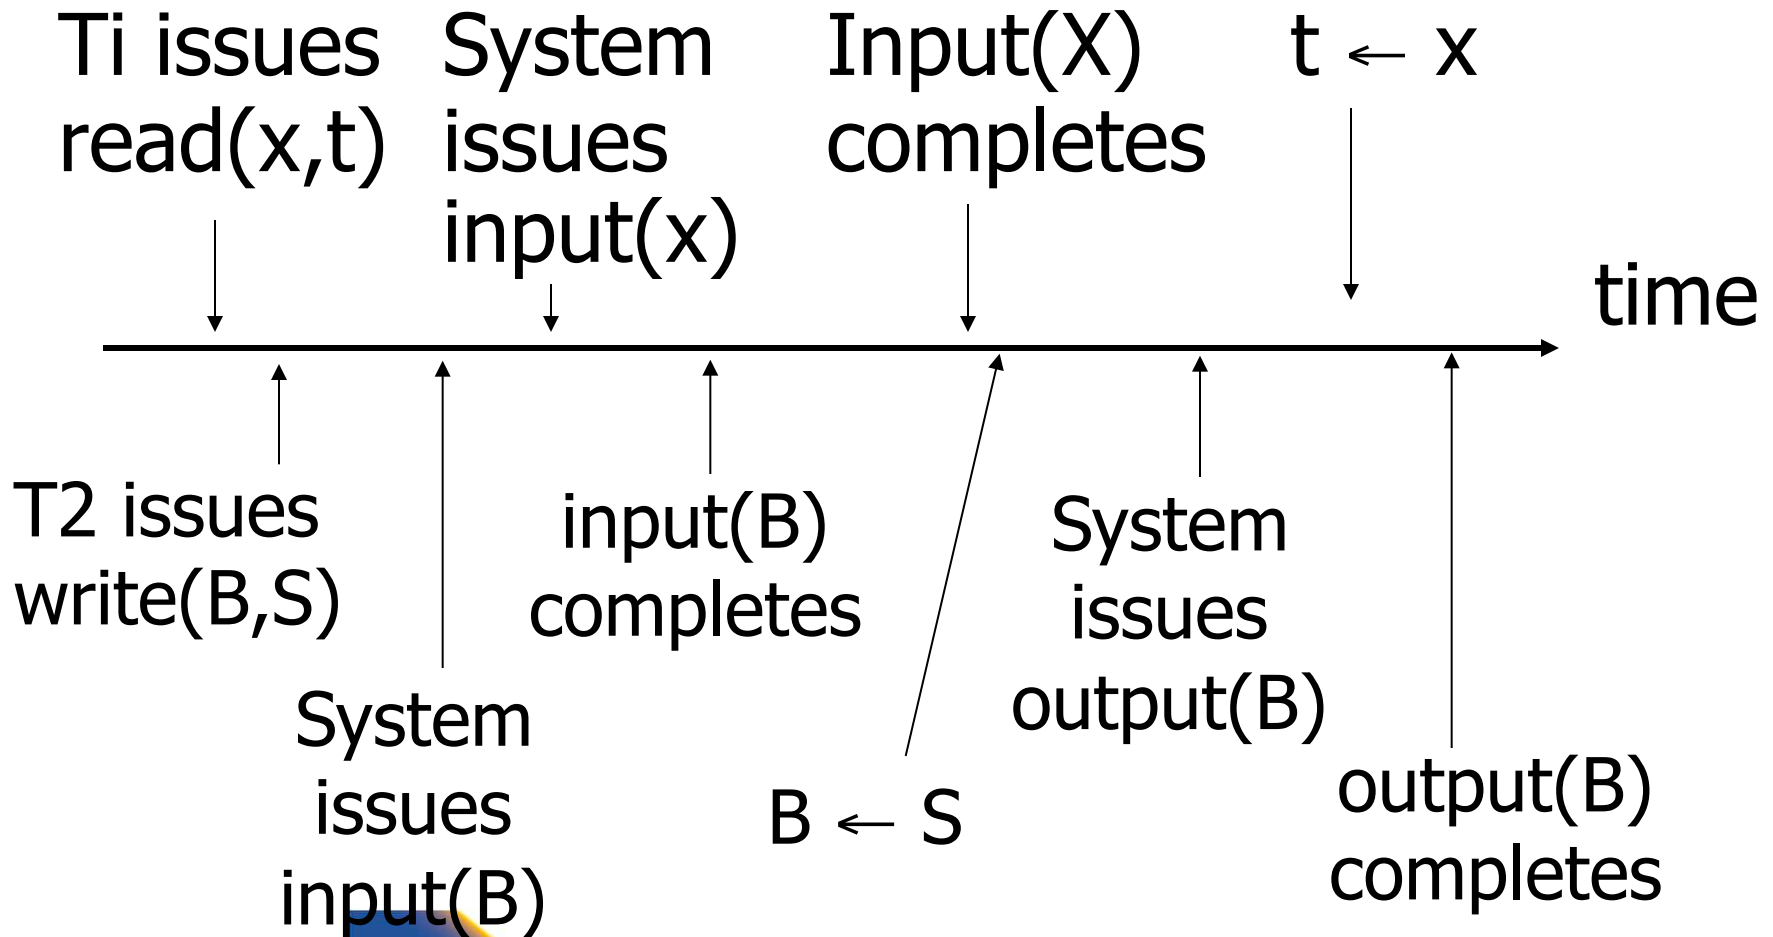 Ti issues
read(x,t)
System
issues
input(x)
Input(X)
completes
t ← x
time
T2 issues
write(B,S)
System
issues
input(B)
input(B)
completes
B ← S
System
issues
output(B)
output(B)
completes